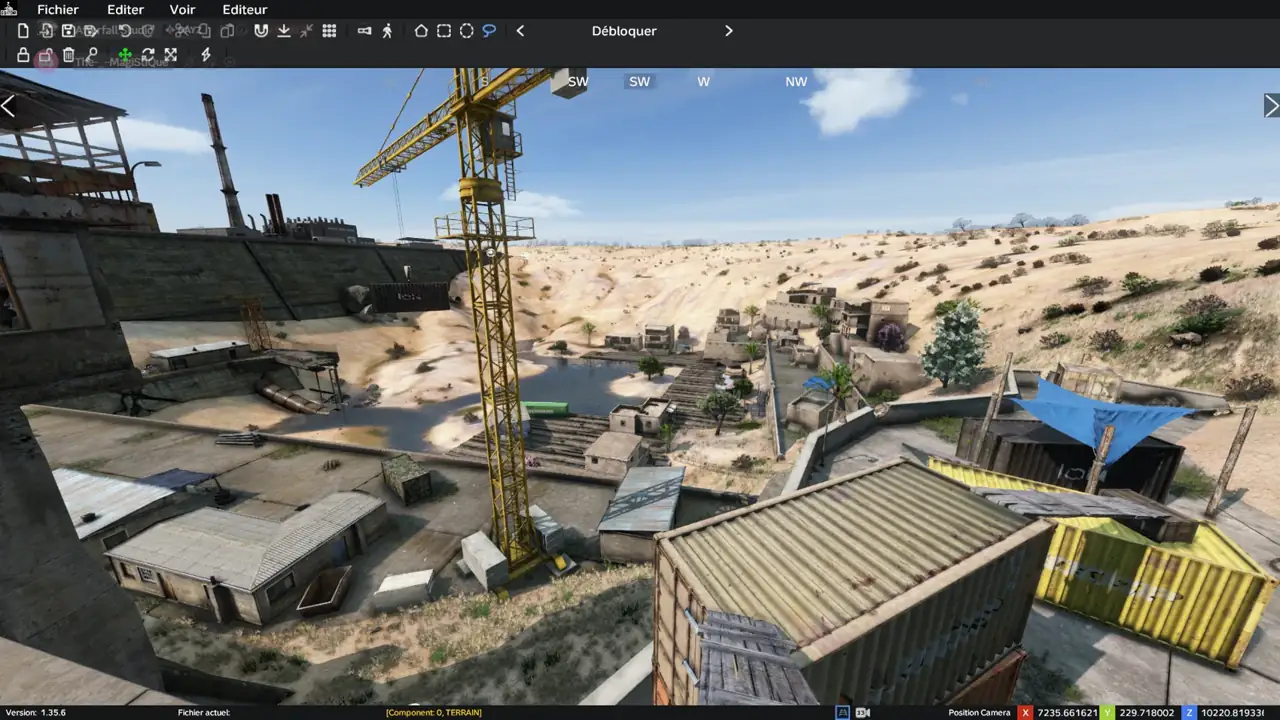 Fichier Editer Voir Editeur
Débloquer
S SW SW W NW
Version: 1.35.6 Fichier actuel: [Component: 0, TERRAIN] Position Camera X 7235.661621 Y 229.718002 Z 10220.81933